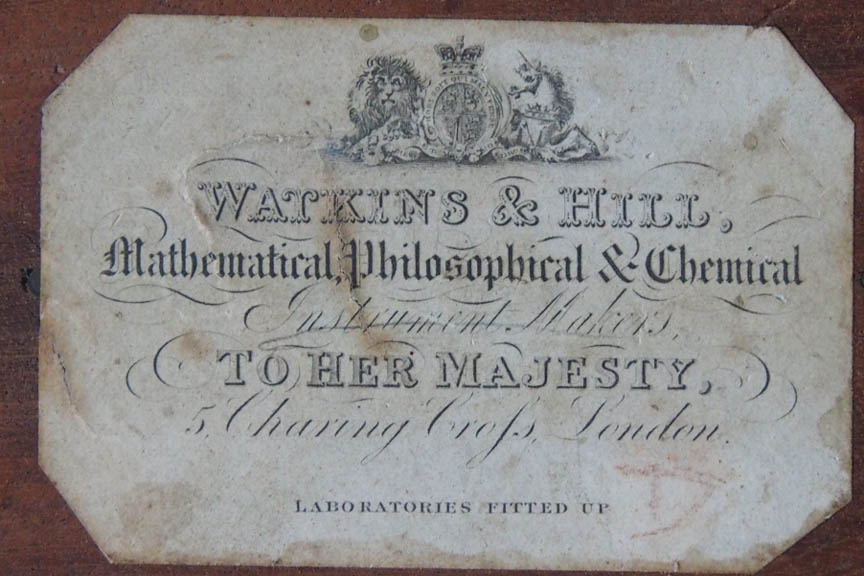 WATKINS & HILL,
Mathematical, Philosophical & Chemical
Instrument Makers,
TO HER MAJESTY,
5, Charing Croſs, London.
LABORATORIES FITTED UP